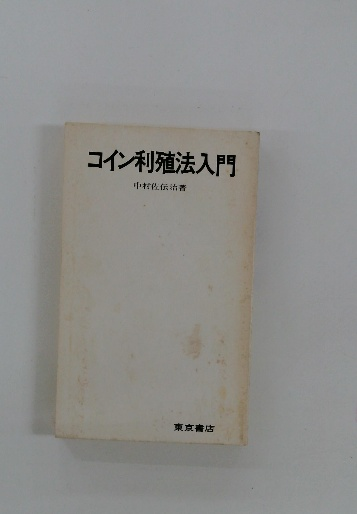 コイン利殖法入門
中村佐伝治著
東京書店